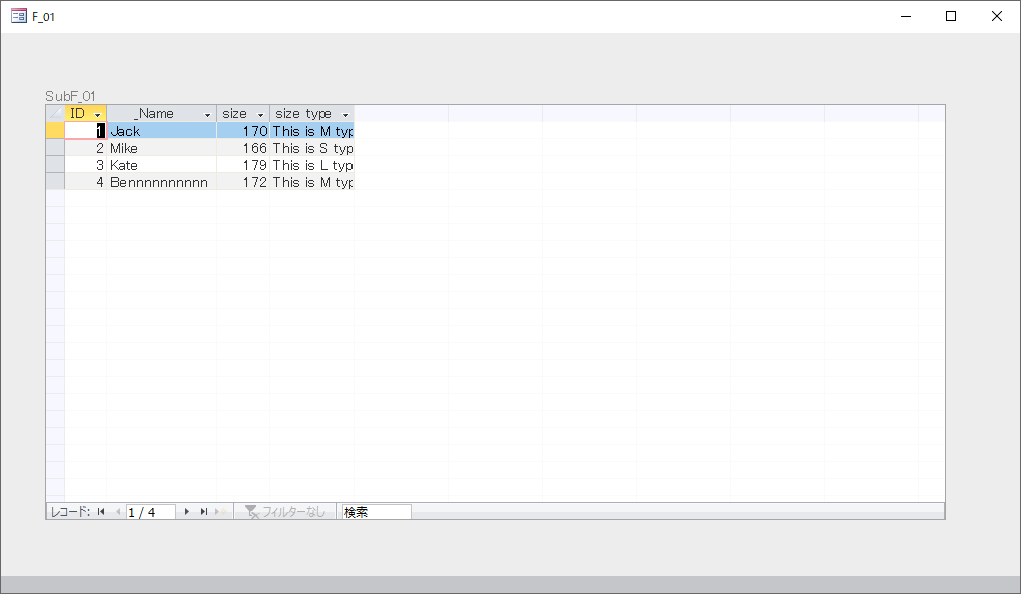 F_01
SubF_01
ID _Name size size type
1 Jack 170 This is M typ
2 Mike 166 This is S typ
3 Kate 179 This is L typ
4 Bennnnnnnnnn 172 This is M typ
レコード: 1 / 4 フィルターなし 検索